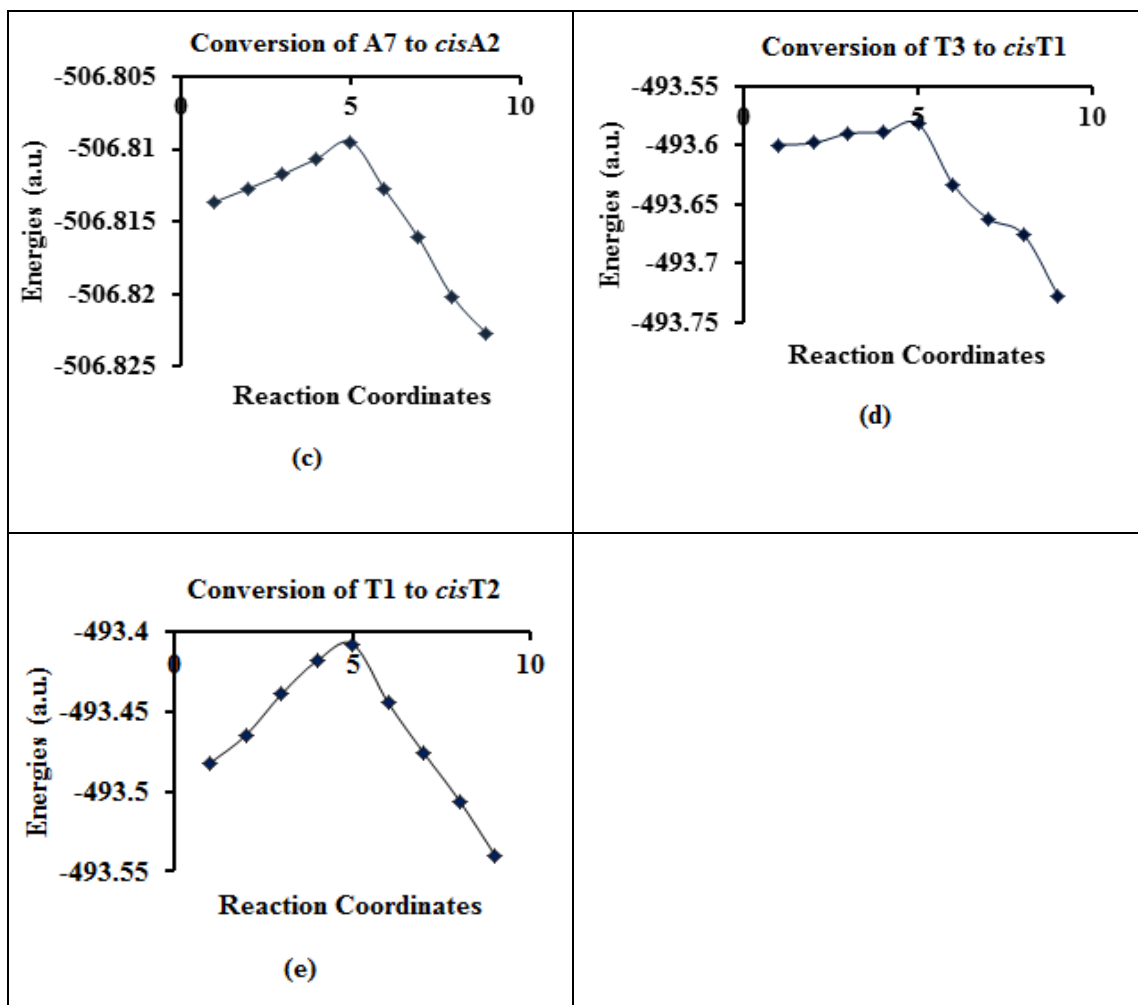 Conversion of A7 to cisA2
-506.805
0 5 10
-506.81
-506.815
-506.82
-506.825
Energies (a.u.)
Reaction Coordinates
(c)
Conversion of T3 to cisT1
-493.55
0 5 10
-493.6
-493.65
-493.7
-493.75
Energies (a.u.)
Reaction Coordinates
(d)
Conversion of T1 to cisT2
-493.4
0 5 10
-493.45
-493.5
-493.55
Energies (a.u.)
Reaction Coordinates
(e)